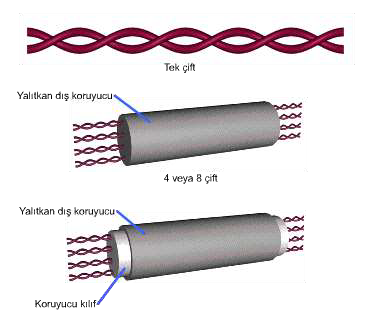 Tek çift
Yalıtkan dış koruyucu
4 veya 8 çift
Yalıtkan dış koruyucu
Koruyucu kılıf